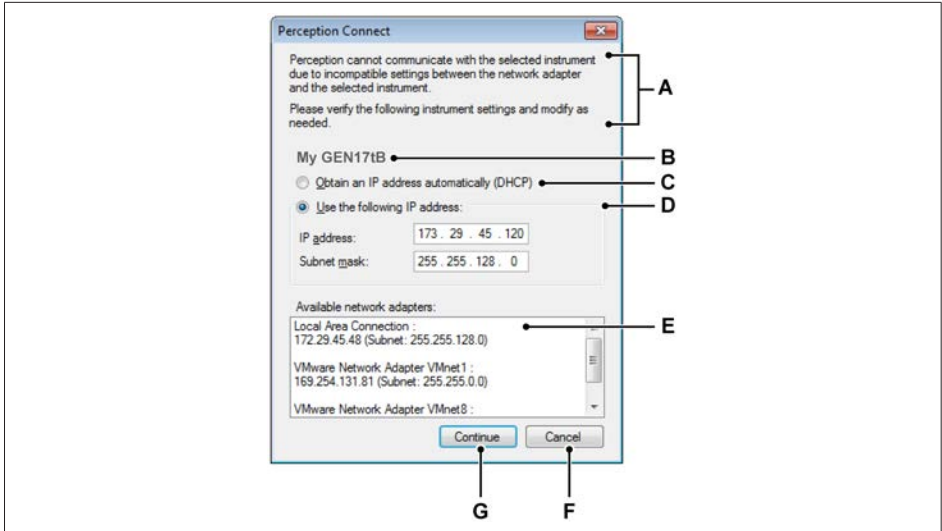 Perception Connect
Perception cannot communicate with the selected instrument
due to incompatible settings between the network adapter
and the selected instrument.
A
Please verify the following instrument settings and modify as
needed.
My GEN17tB
B
Obtain an IP address automatically (DHCP)
C
Use the following IP address:
D
IP address:
173 . 29 . 45 . 120
Subnet mask:
255 . 255 . 128 . 0
Available network adapters:
Local Area Connection :
E
172.29.45.48 (Subnet: 255.255.128.0)
VMware Network Adapter VMnet1 :
169.254.131.81 (Subnet: 255.255.0.0)
VMware Network Adapter VMnet8 :
Continue
Cancel
G
F